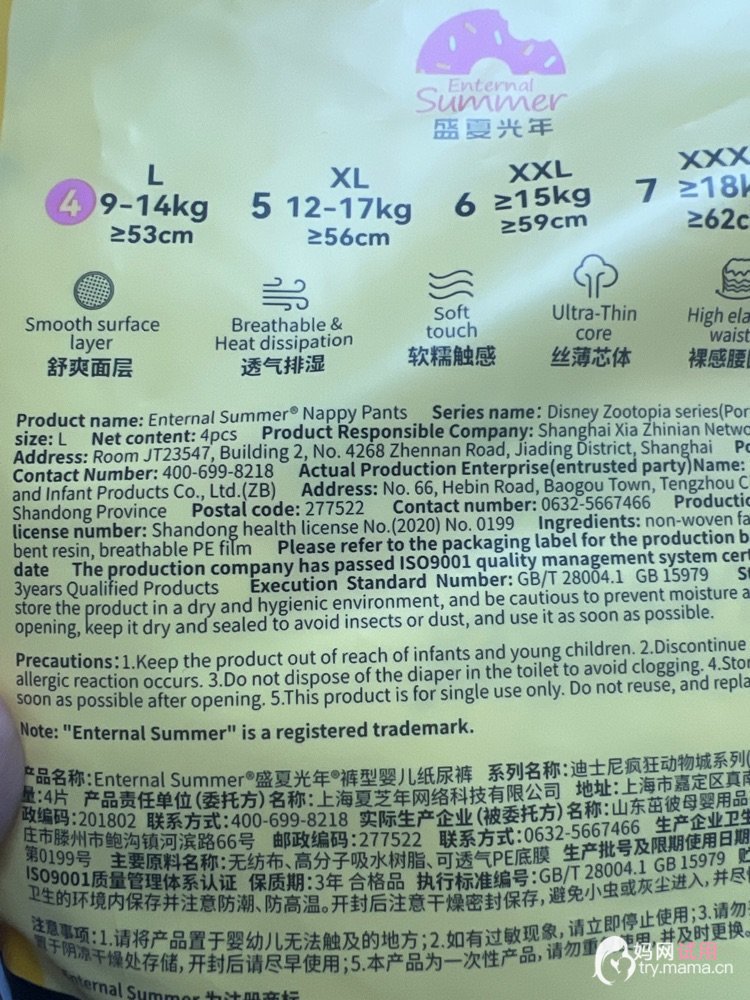 Enternal
Summer
盛夏光年
L XL XXL XXX
4 9-14kg 5 12-17kg 6 ≥15kg 7 ≥18k
≥53cm ≥56cm ≥59cm ≥62c
Smooth surface layer Breathable & Heat dissipation Soft touch Ultra-Thin core High ela waist
舒爽面层 透气排湿 软糯触感 丝薄芯体 裸感腰
Product name: Enternal Summer® Nappy Pants Series name: Disney Zootopia series(Por
size: L Net content: 4pcs Product Responsible Company: Shanghai Xia Zhinian Netwo
Address: Room JT23547, Building 2, No. 4268 Zhennan Road, Jiading District, Shanghai Po
Contact Number: 400-699-8218 Actual Production Enterprise(entrusted party)Name:
and Infant Products Co., Ltd.(ZB) Address: No. 66, Hebin Road, Baogou Town, Tengzhou C
Shandong Province Postal code: 277522 Contact number: 0632-5667466 Productio
license number: Shandong health license No.(2020) No. 0199 Ingredients: non-woven fa
bent resin, breathable PE film Please refer to the packaging label for the production b
date The production company has passed ISO9001 quality management system cert
3years Qualified Products Execution Standard Number: GB/T 28004.1 GB 15979 St
store the product in a dry and hygienic environment, and be cautious to prevent moisture a
opening, keep it dry and sealed to avoid insects or dust, and use it as soon as possible.
Precautions:1.Keep the product out of reach of infants and young children. 2.Discontinue
allergic reaction occurs. 3.Do not dispose of the diaper in the toilet to avoid clogging. 4.Stor
soon as possible after opening. 5.This product is for single use only. Do not reuse, and repla
Note: "Enternal Summer" is a registered trademark.
产品名称:Enternal Summer®盛夏光年®裤型婴儿纸尿裤 系列名称:迪士尼疯狂动物城系列(
量:4片 产品责任单位(委托方)名称:上海夏芝年网络科技有限公司 地址:上海市嘉定区真南
政编码:201802 联系方式:400-699-8218 实际生产企业(被委托方)名称:山东茁彼母婴用品
庄市滕州市鲍沟镇河滨路66号 邮政编码:277522 联系方式:0632-5667466 生产企业卫生
第0199号 主要原料名称:无纺布、高分子吸水树脂、可透气PE底膜 生产批号及限期使用日期
ISO9001质量管理体系认证 保质期:3年 合格品 执行标准编号:GB/T 28004.1 GB 15979 贮
卫生的环境内保存并注意防潮、防高温。开封后注意干燥密封保存,避免小虫或灰尘进入,并尽
注意事项:1.请将产品置于婴幼儿无法触及的地方;2.如有过敏现象,请立即停止使用;3.请勿
置于阴凉干燥处存储,开封后请尽早使用;5.本产品为一次性产品,请勿重 使用,并及时更换。
Enternal Summer 为注册商标
妈网试用
try.mama.cn